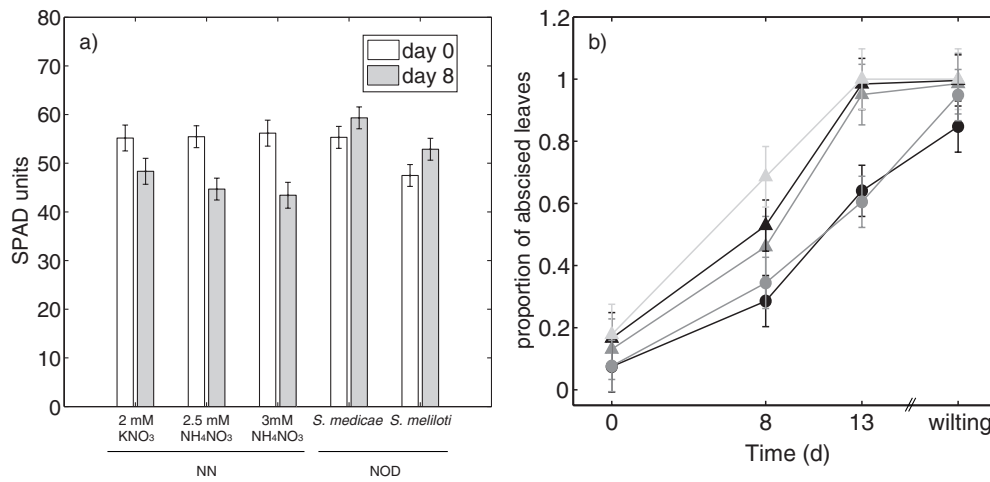 a)
day 0
day 8
SPAD units
80
70
60
50
40
30
20
10
0
2 mM 2.5 mM 3mM S. medicae S. meliloti
KNO₃ NH₄NO₃ NH₄NO₃
NN NOD
b)
proportion of abscised leaves
1.2
1
0.8
0.6
0.4
0.2
0
0 8 13 wilting
Time (d)